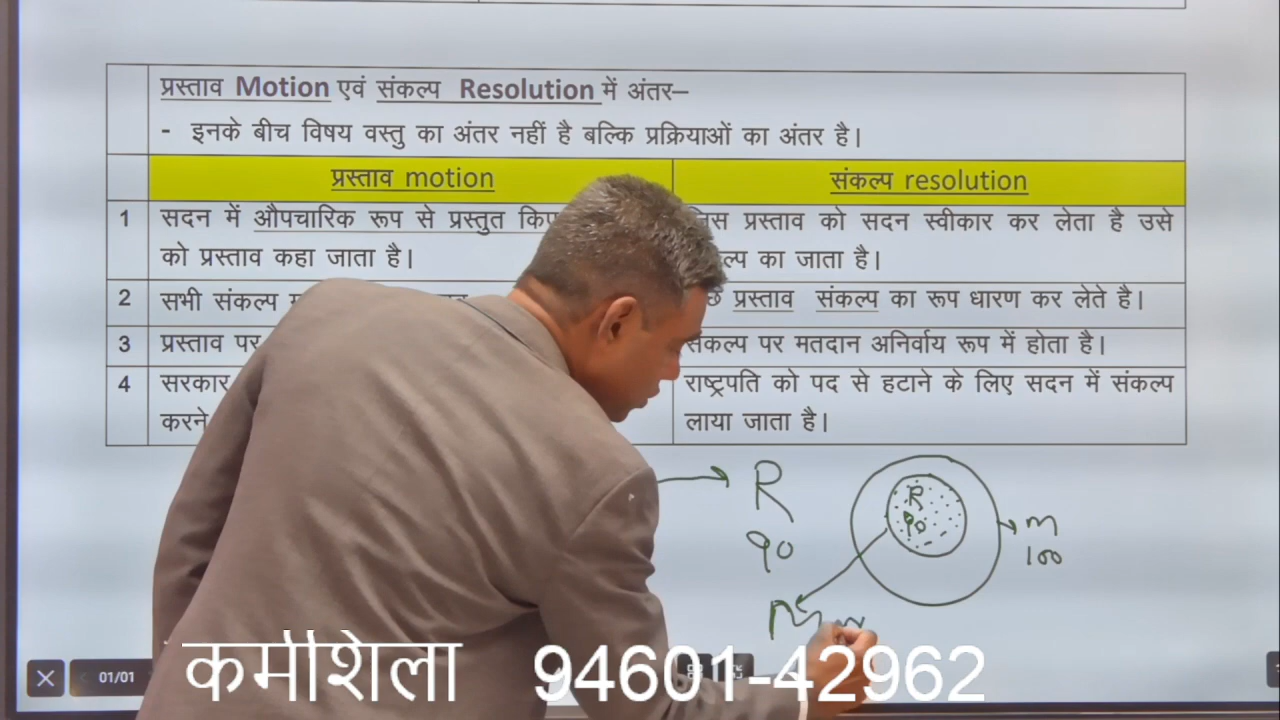 प्रस्ताव Motion एवं संकल्प Resolution में अंतर–
- इनके बीच विषय वस्तु का अंतर नहीं है बल्कि प्रक्रियाओं का अंतर है।
प्रस्ताव motion
संकल्प resolution
1
सदन में औपचारिक रूप से प्रस्तुत
को प्रस्ताव कहा जाता है।
प्रस्ताव को सदन स्वीकार कर लेता है उसे
का जाता है।
2
सभी संकल्प
प्रस्ताव संकल्प का रूप धारण कर लेते है।
3
प्रस्ताव पर
संकल्प पर मतदान अनिर्वाय रूप में होता है।
4
सरकार
करने
राष्ट्रपति को पद से हटाने के लिए सदन में संकल्प
लाया जाता है।
R
90
R
90
m
100
01/01
कर्मशिला 94601-42962